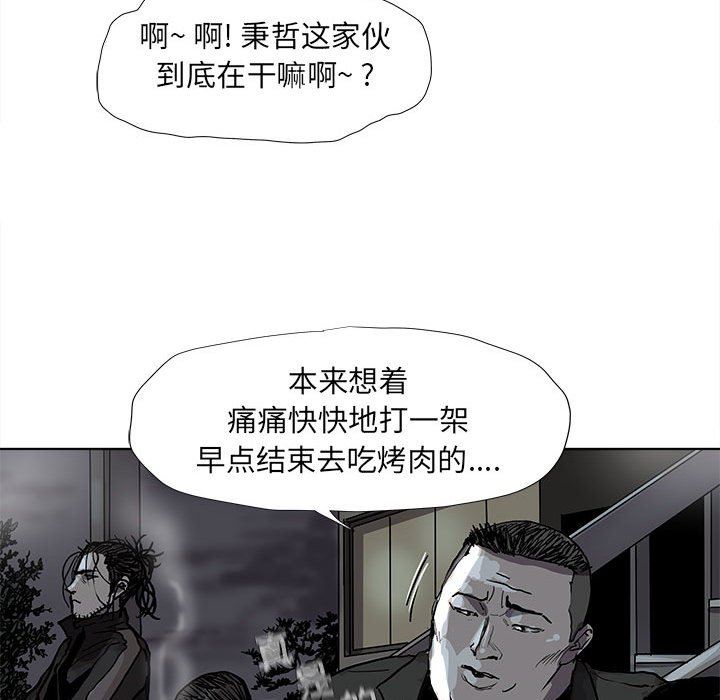 啊~ 啊! 秉哲这家伙
到底在干嘛啊~ ?
本来想着
痛痛快快地打一架
早点结束去吃烤肉的....